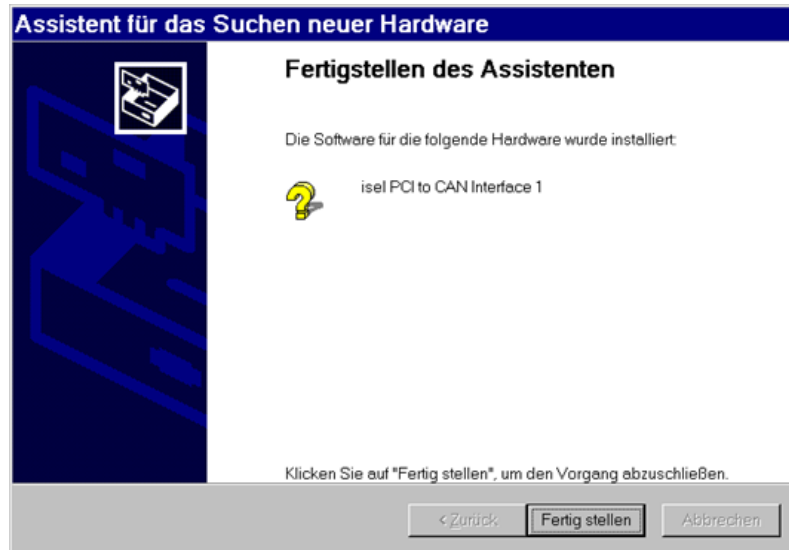 Assistent für das Suchen neuer Hardware
Fertigstellen des Assistenten
Die Software für die folgende Hardware wurde installiert:
isel PCI to CAN Interface 1
Klicken Sie auf "Fertig stellen", um den Vorgang abzuschließen.
< Zurück
Fertig stellen
Abbrechen